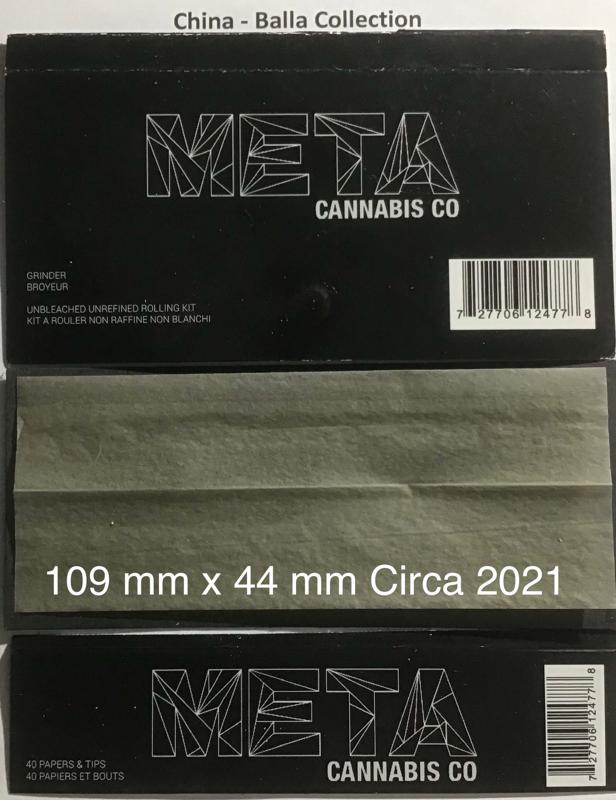 China - Balla Collection
META
CANNABIS CO
GRINDER
BROYEUR
UNBLEACHED UNREFINED ROLLING KIT
KIT A ROULER NON RAFFINE NON BLANCHI
7 27706 12477 8
109 mm x 44 mm Circa 2021
META
CANNABIS CO
40 PAPERS & TIPS
40 PAPIERS ET BOUTS
7 27706 12477 8